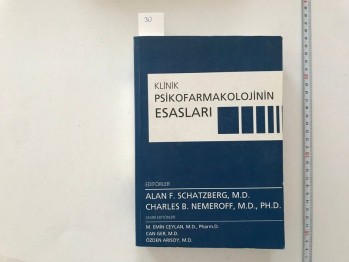 30
KLİNİK
PSİKOFARMAKOLOJİNİN
ESASLARI
EDİTÖRLER
ALAN F. SCHATZBERG, M.D.
CHARLES B. NEMEROFF, M.D., PH.D.
ÇEVİRİ EDİTÖRLERİ
M. EMİN CEYLAN, M.D., Pharm.D.
CAN GER, M.D.
ÖZDEN ARISOY, M.D.